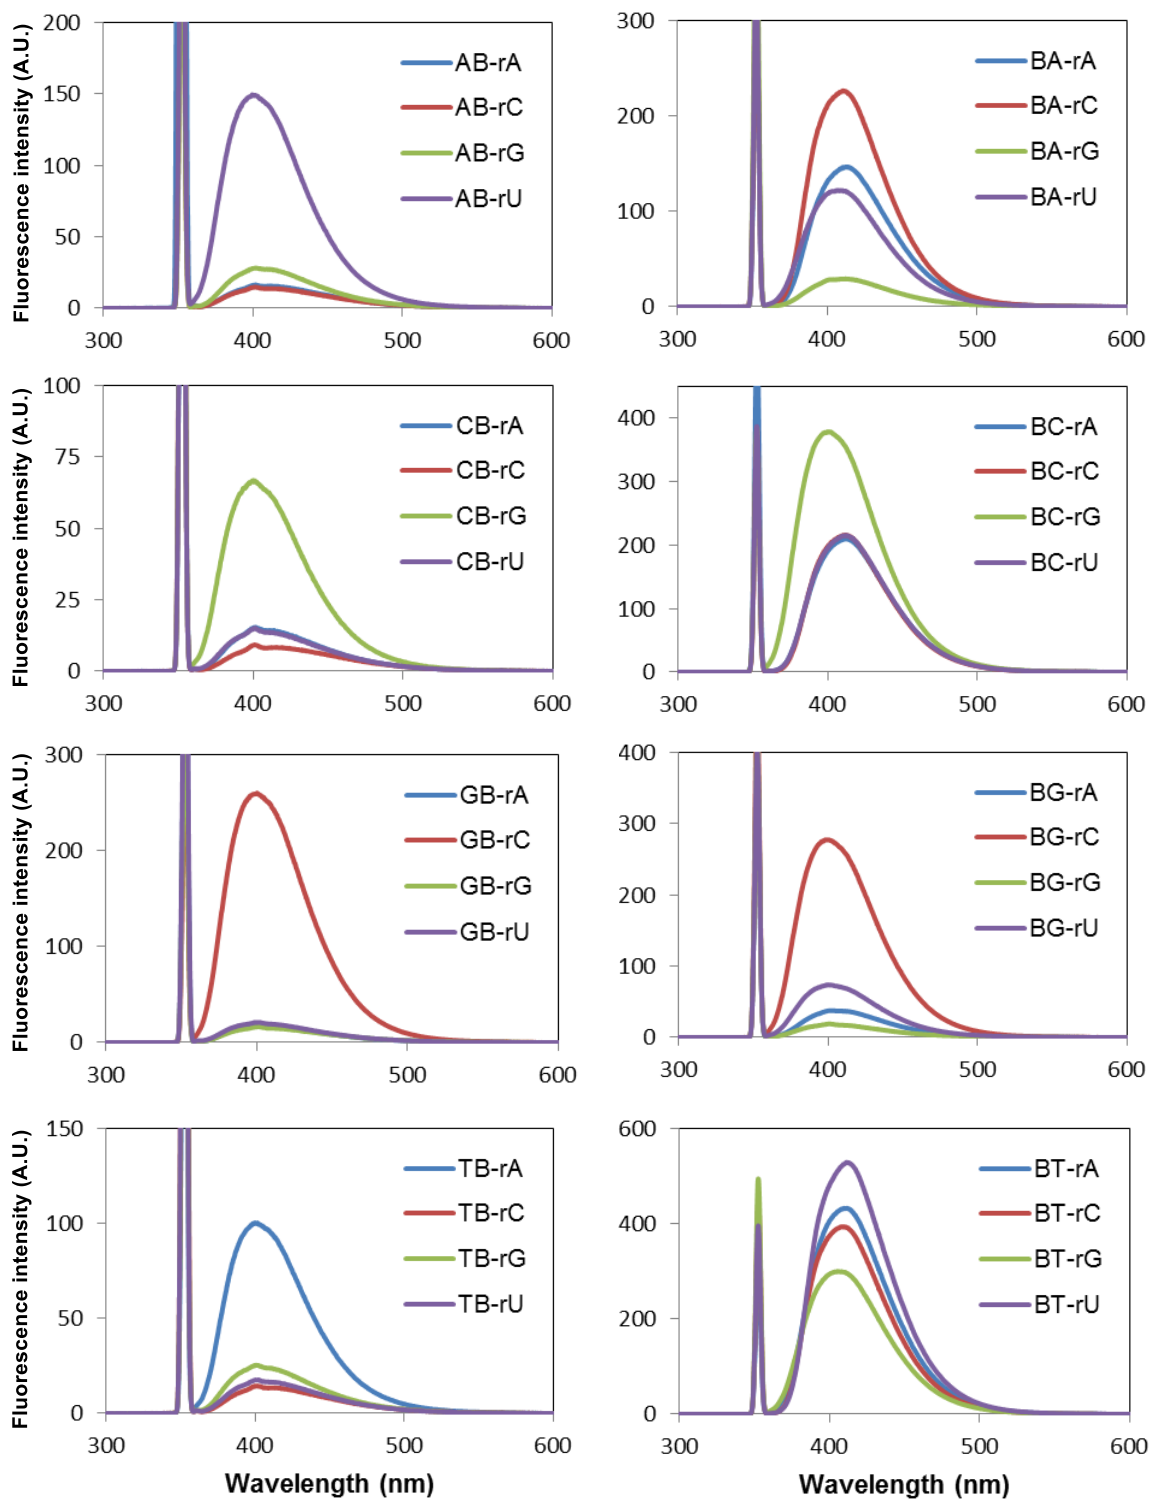 Fluorescence intensity (A.U.)
200
150
100
50
0
300 400 500 600
AB-rA
AB-rC
AB-rG
AB-rU
300
200
100
0
300 400 500 600
BA-rA
BA-rC
BA-rG
BA-rU
Fluorescence intensity (A.U.)
100
75
50
25
0
300 400 500 600
CB-rA
CB-rC
CB-rG
CB-rU
400
300
200
100
0
300 400 500 600
BC-rA
BC-rC
BC-rG
BC-rU
Fluorescence intensity (A.U.)
300
200
100
0
300 400 500 600
GB-rA
GB-rC
GB-rG
GB-rU
400
300
200
100
0
300 400 500 600
BG-rA
BG-rC
BG-rG
BG-rU
Fluorescence intensity (A.U.)
150
100
50
0
300 400 500 600
TB-rA
TB-rC
TB-rG
TB-rU
Wavelength (nm)
600
400
200
0
300 400 500 600
BT-rA
BT-rC
BT-rG
BT-rU
Wavelength (nm)